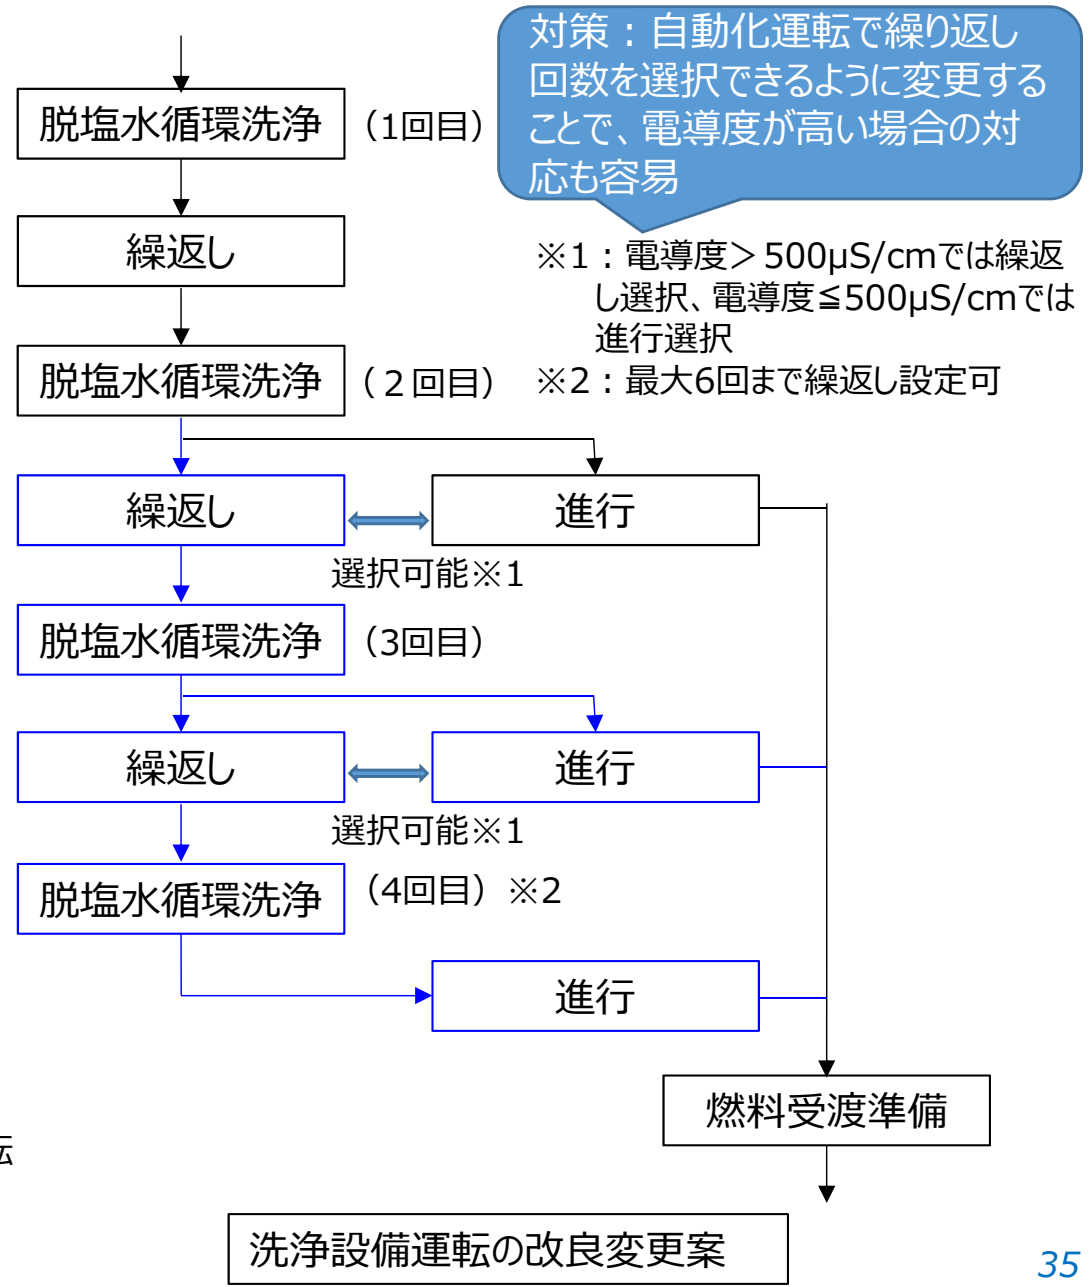 対策：自動化運転で繰り返し
回数を選択できるように変更する
ことで、電導度が高い場合の対
応も容易
脱塩水循環洗浄 （1回目）
繰返し
※1：電導度＞500μS/cmでは繰返
し選択、電導度≦500μS/cmでは
進行選択
脱塩水循環洗浄 （２回目）
※2：最大6回まで繰返し設定可
繰返し 進行
選択可能※1
脱塩水循環洗浄 （3回目）
繰返し 進行
選択可能※1
脱塩水循環洗浄 （4回目）※2
進行
燃料受渡準備
転
洗浄設備運転の改良変更案
35